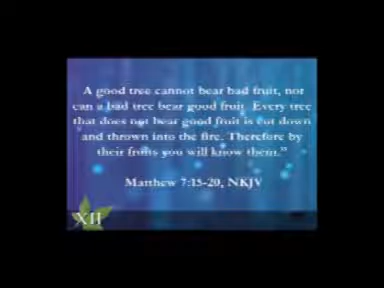 A good tree cannot bear bad fruit, nor
can a bad tree bear good fruit. Every tree
that does not bear good fruit is cut down
and thrown into the fire. Therefore by
their fruits you will know them."
Matthew 7:15-20, NKJV
XII